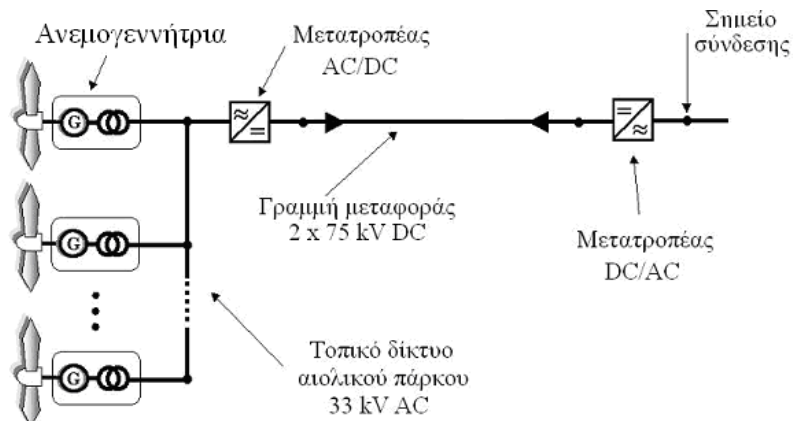 Ανεμογεννήτρια
Μετατροπέας
AC/DC
Σημείο
σύνδεσης
G
Γραμμή μεταφοράς
2 x 75 kV DC
Μετατροπέας
DC/AC
G
Τοπικό δίκτυο
αιολικού πάρκου
33 kV AC
G